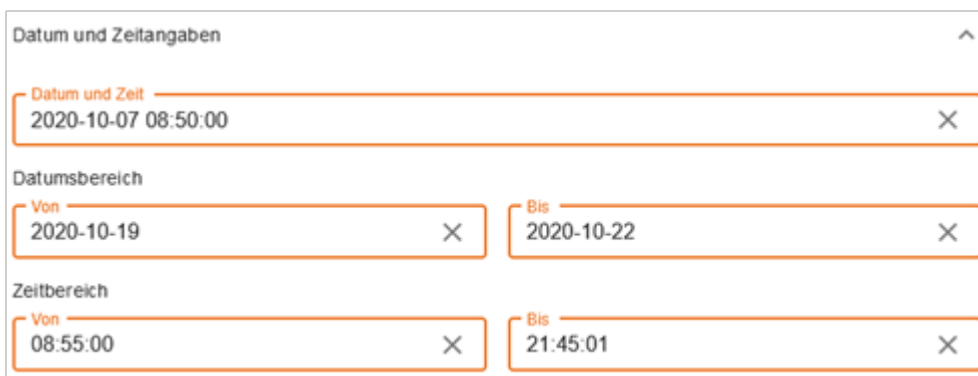 Datum und Zeitangaben
Datum und Zeit
2020-10-07 08:50:00
Datumsbereich
Von
2020-10-19
Bis
2020-10-22
Zeitbereich
Von
08:55:00
Bis
21:45:01